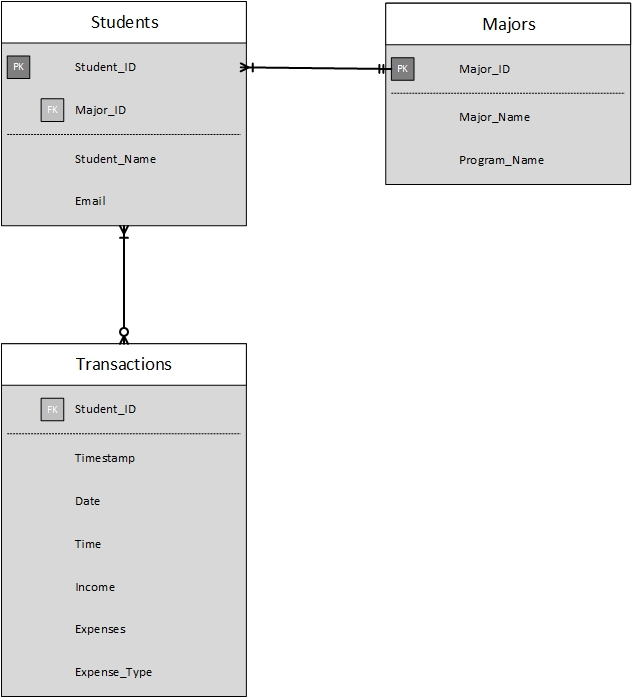 Students
PK Student_ID
FK Major_ID
Student_Name
Email
Majors
PK Major_ID
Major_Name
Program_Name
Transactions
FK Student_ID
Timestamp
Date
Time
Income
Expenses
Expense_Type